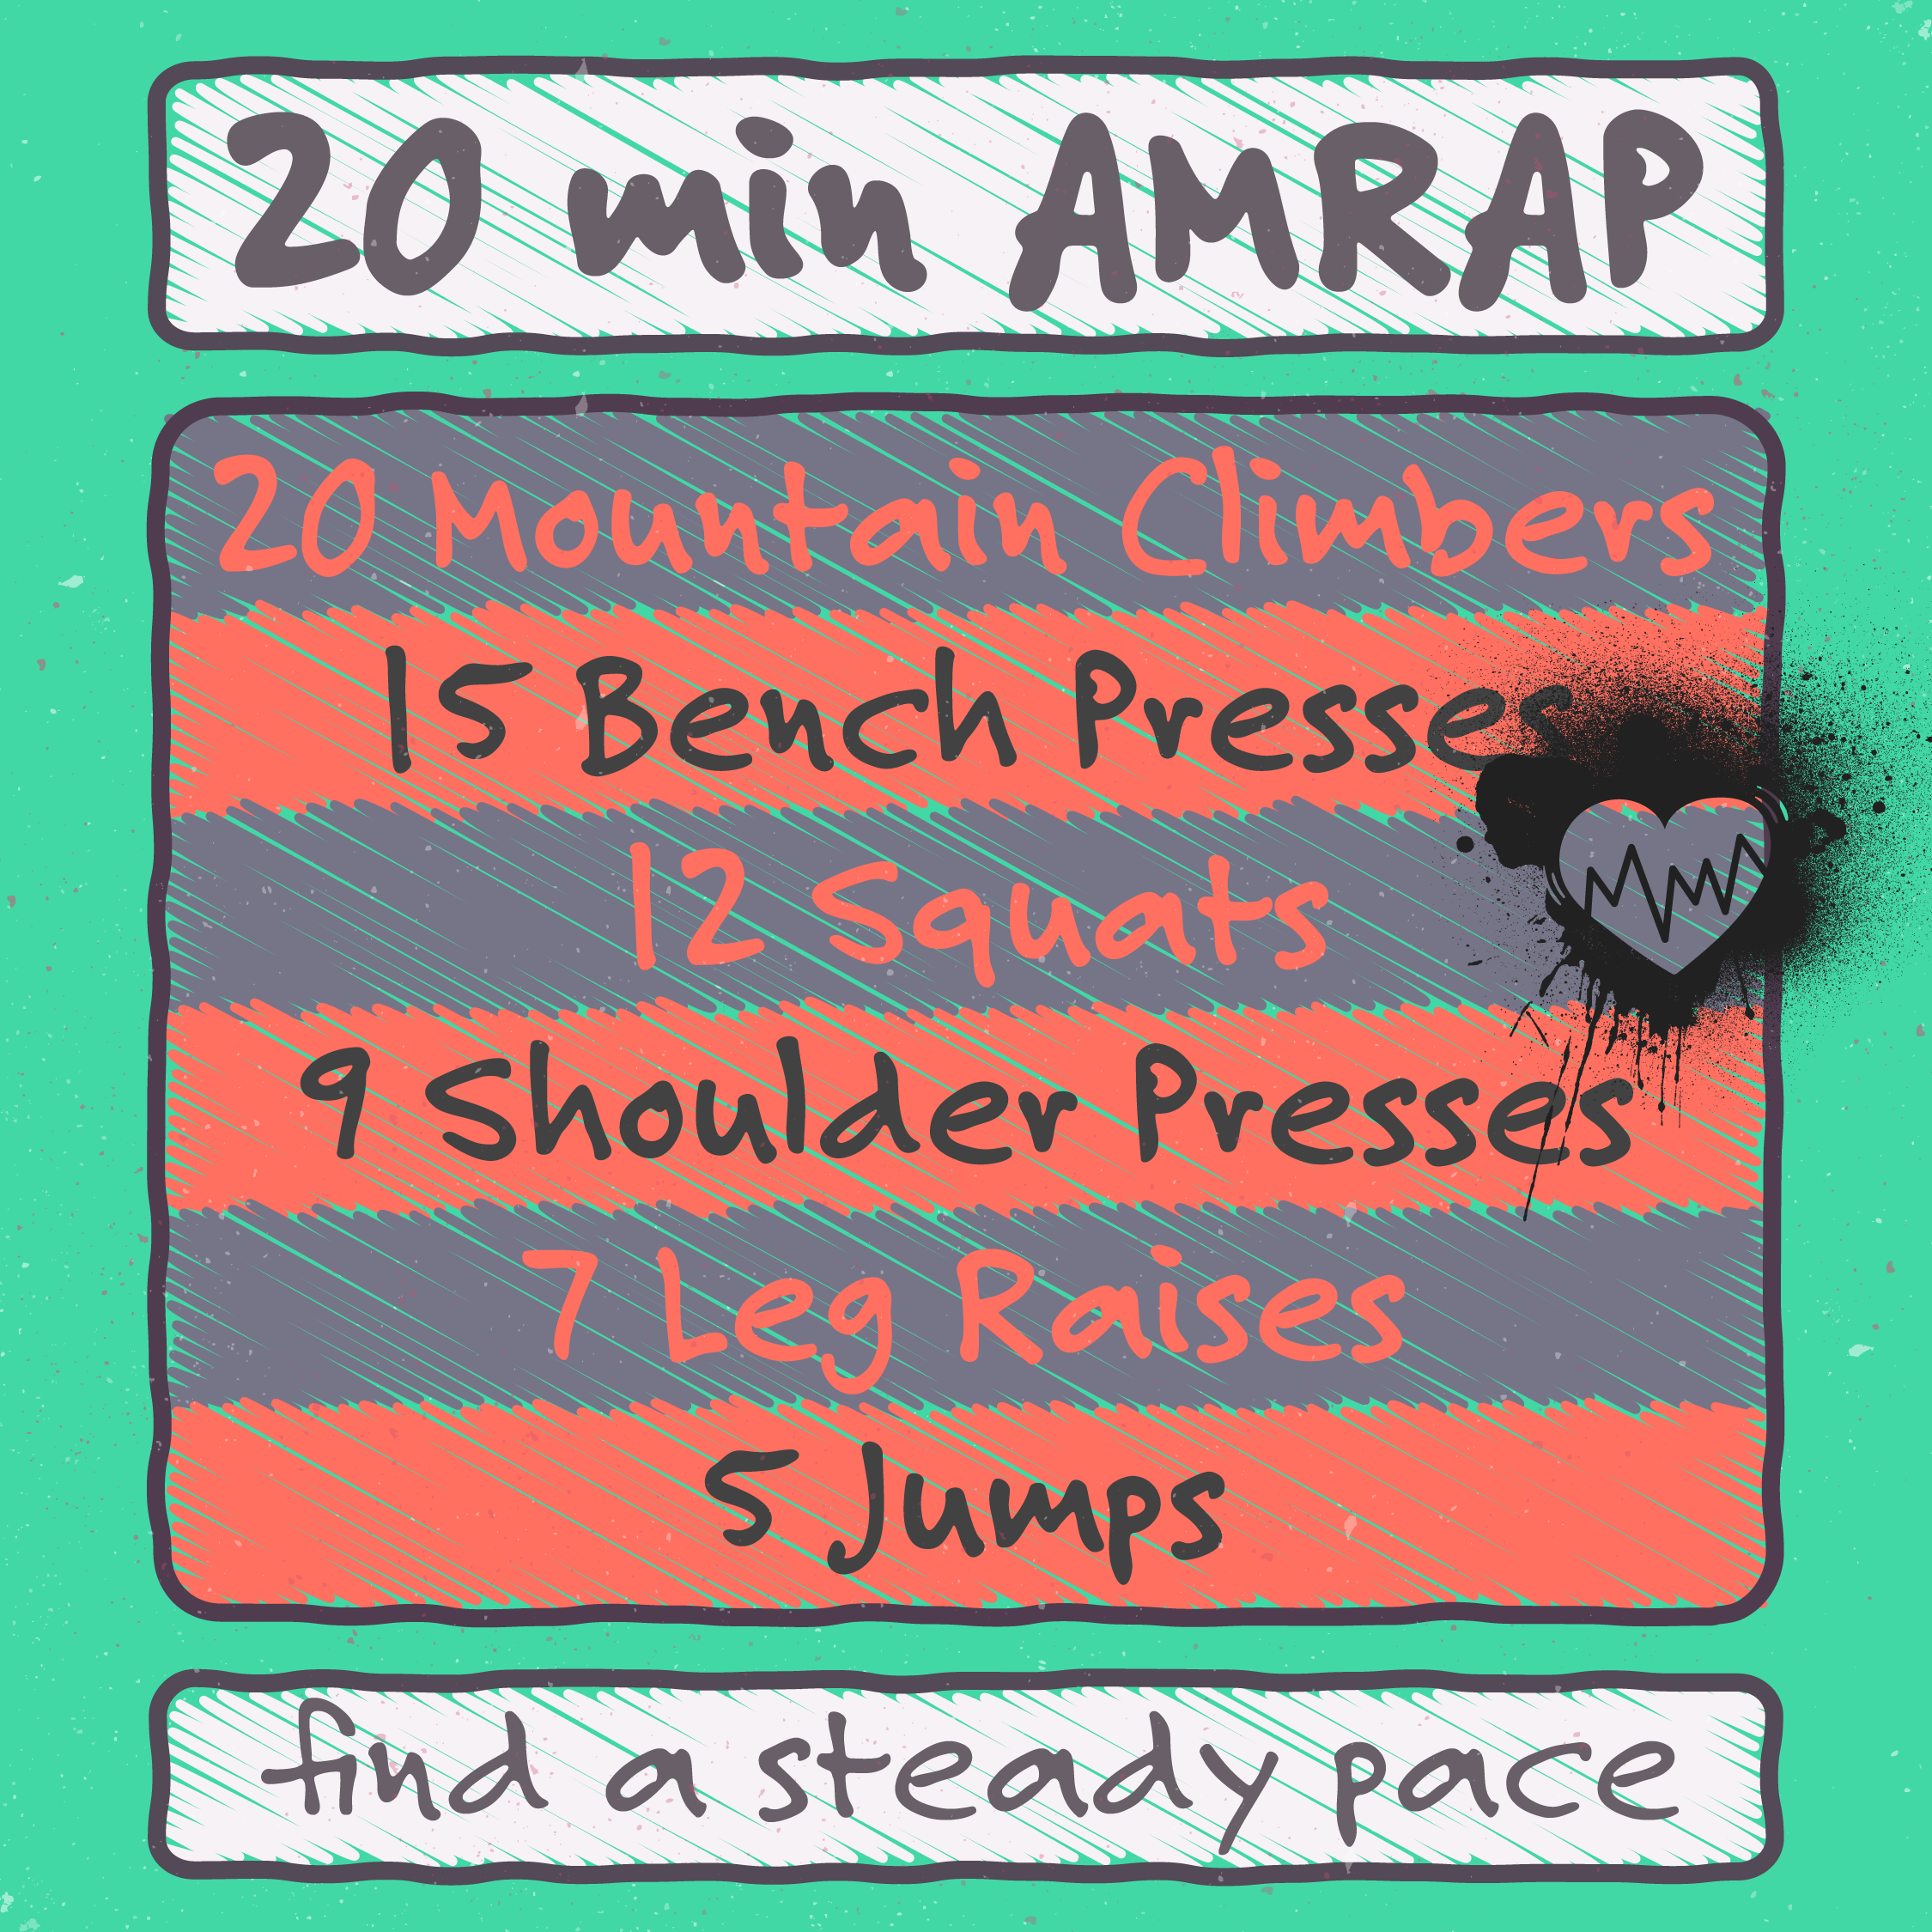 20 min AMRAP
20 Mountain Climbers
15 Bench Presses
12 Squats
9 Shoulder Presses
7 Leg Raises
5 Jumps
find a steady pace